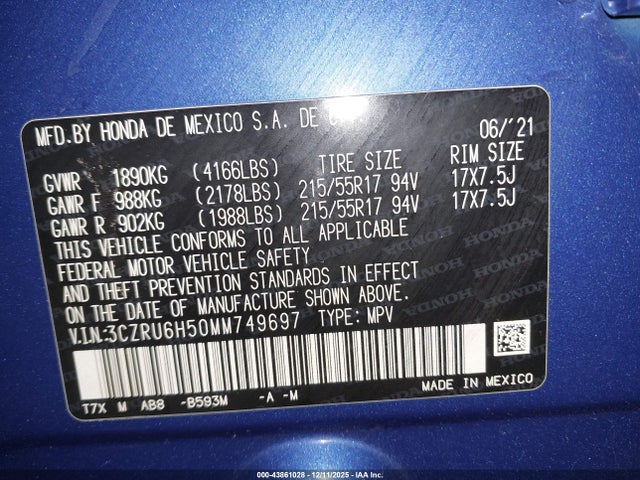 MFD.BY HONDA DE MEXICO S.A. DE C 06/'21
GVWR 1890KG (4166LBS) TIRE SIZE RIM SIZE
GAWR F 988KG (2178LBS) 215/55R17 94V 17X7.5J
GAWR R 902KG (1988LBS) 215/55R17 94V 17X7.5J
THIS VEHICLE CONFORMS TO ALL APPLICABLE
FEDERAL MOTOR VEHICLE SAFETY
AND THEFT PREVENTION STANDARDS IN EFFECT
ON THE DATE OF MANUFACTURE SHOWN ABOVE.
V.I.N:3CZRU6H50MM749697 TYPE: MPV
T7X M AB8 -B593M -A -M
MADE IN MEXICO
000-43861028 - 12/11/2025 - IAA Inc.